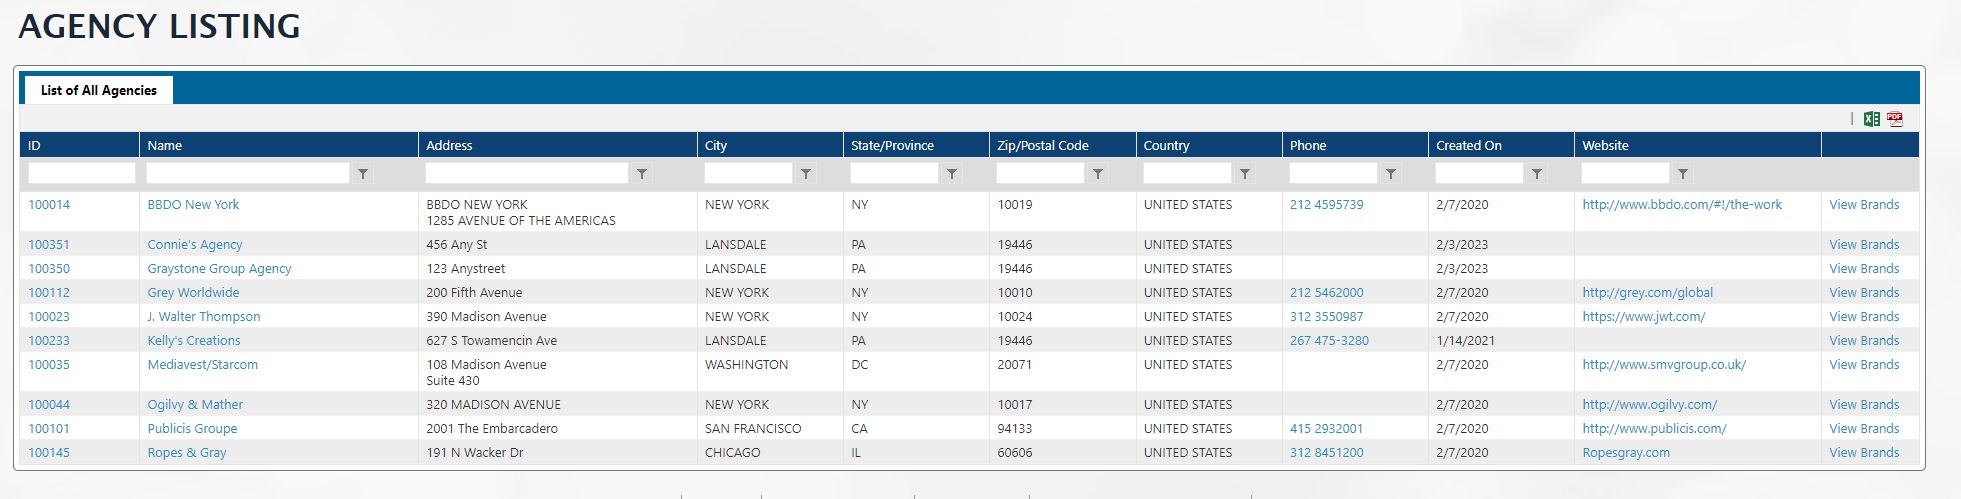 AGENCY LISTING
List of All Agencies
ID Name Address City State/Province Zip/Postal Code Country Phone Created On Website
100014 BBDO New York BBDO NEW YORK NEW YORK NY 10019 UNITED STATES 212 4595739 2/7/2020 http://www.bbdo.com/#!/the-work View Brands
1285 AVENUE OF THE AMERICAS
100351 Connie's Agency 456 Any St LANSDALE PA 19446 UNITED STATES 2/3/2023 View Brands
100350 Graystone Group Agency 123 Anystreet LANSDALE PA 19446 UNITED STATES 2/3/2023 View Brands
100112 Grey Worldwide 200 Fifth Avenue NEW YORK NY 10010 UNITED STATES 212 5462000 2/7/2020 http://grey.com/global View Brands
100023 J. Walter Thompson 390 Madison Avenue NEW YORK NY 10024 UNITED STATES 312 3550987 2/7/2020 https://www.jwt.com/ View Brands
100233 Kelly's Creations 627 S Towamencin Ave LANSDALE PA 19446 UNITED STATES 267 475-3280 1/14/2021 View Brands
100035 Mediavest/Starcom 108 Madison Avenue WASHINGTON DC 20071 UNITED STATES 2/7/2020 http://www.smvgroup.co.uk/ View Brands
Suite 430
100044 Ogilvy & Mather 320 MADISON AVENUE NEW YORK NY 10017 UNITED STATES 2/7/2020 http://www.ogilvy.com/ View Brands
100101 Publicis Groupe 2001 The Embarcadero SAN FRANCISCO CA 94133 UNITED STATES 415 2932001 2/7/2020 http://www.publicis.com/ View Brands
100145 Ropes & Gray 191 N Wacker Dr CHICAGO IL 60606 UNITED STATES 312 8451200 2/7/2020 Ropesgray.com View Brands